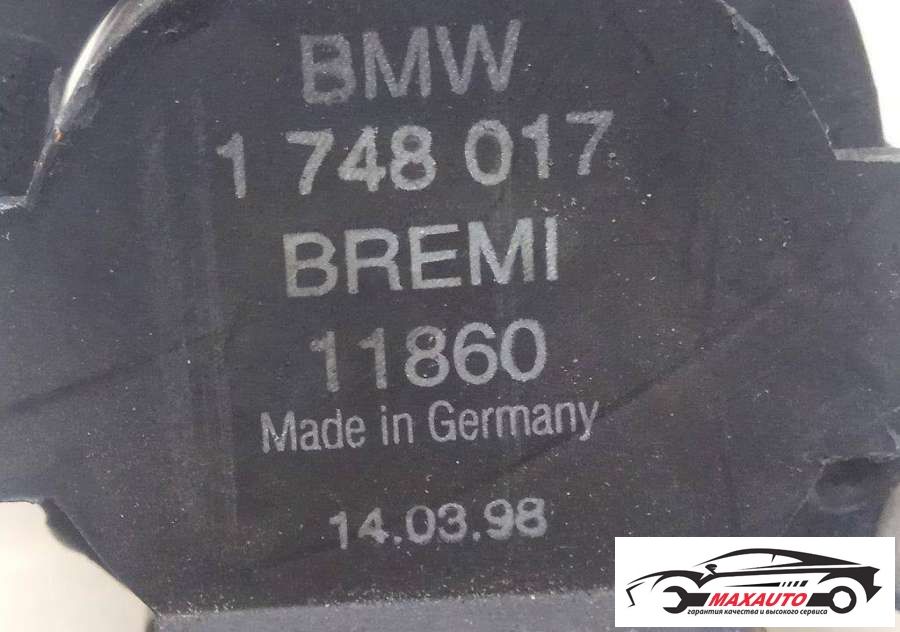 BMW
1 748 017
BREMI
11860
Made in Germany
14.03.98
MAXAUTO
гарантия качества и высокого сервиса